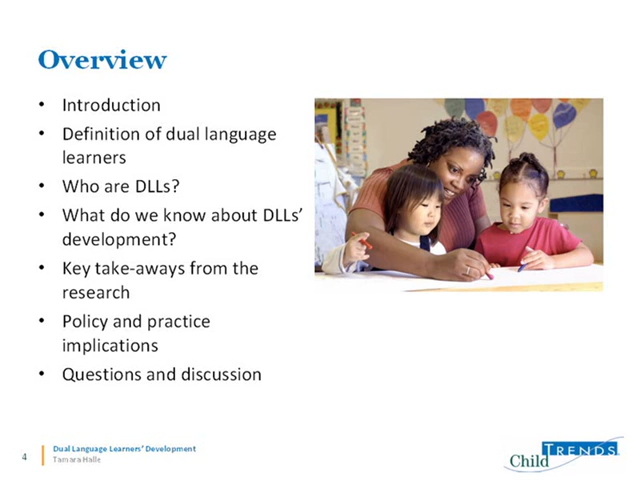 Overview
• Introduction
• Definition of dual language
learners
• Who are DLLs?
• What do we know about DLLs’
development?
• Key take-aways from the
research
• Policy and practice
implications
• Questions and discussion
4
Dual Language Learners’ Development
Tamara Halle
Child TRENDS